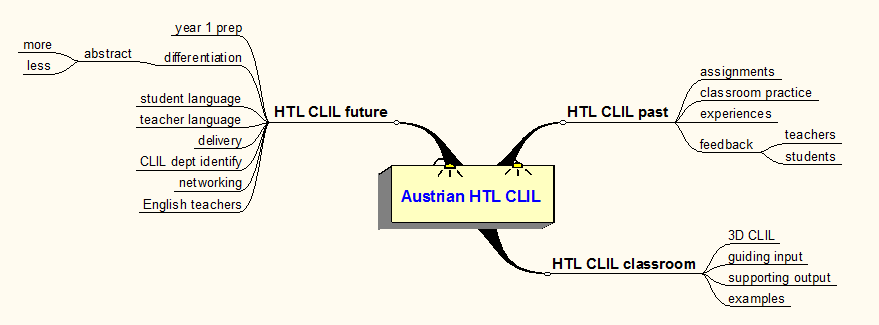 Austrian HTL CLIL
HTL CLIL future
year 1 prep
differentiation
abstract
more
less
student language
teacher language
delivery
CLIL dept identify
networking
English teachers
HTL CLIL past
assignments
classroom practice
experiences
feedback
teachers
students
HTL CLIL classroom
3D CLIL
guiding input
supporting output
examples